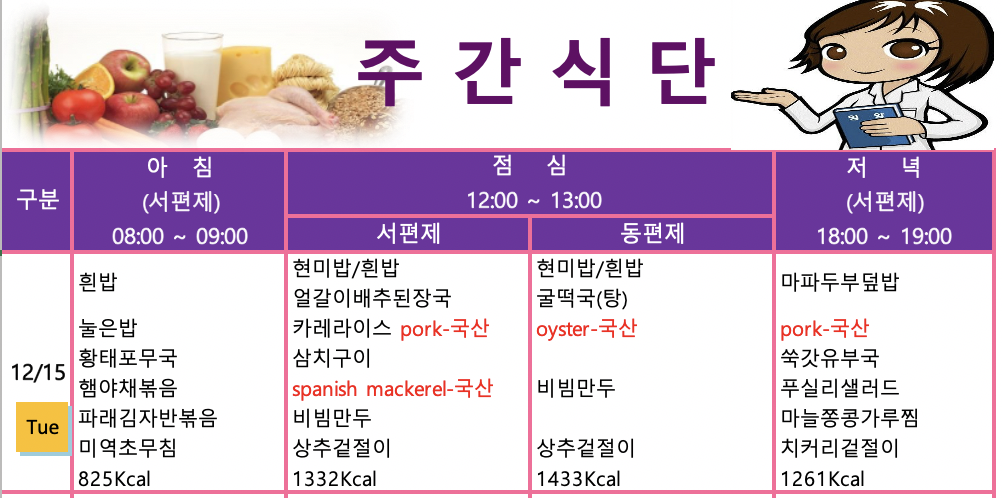 주간식단
구분
아 침
(서편제)
08:00 ~ 09:00
점 심
12:00 ~ 13:00
서편제
동편제
저 녁
(서편제)
18:00 ~ 19:00
12/15
Tue
흰밥
눌은밥
황태포무국
햄야채볶음
파래김자반볶음
미역초무침
825Kcal
현미밥/흰밥
얼갈이배추된장국
카레라이스 pork-국산
삼치구이
spanish mackerel-국산
비빔만두
상추겉절이
1332Kcal
현미밥/흰밥
굴떡국(탕)
oyster-국산
비빔만두
상추겉절이
1433Kcal
마파두부덮밥
pork-국산
쑥갓유부국
푸실리샐러드
마늘쫑콩가루찜
치커리겉절이
1261Kcal